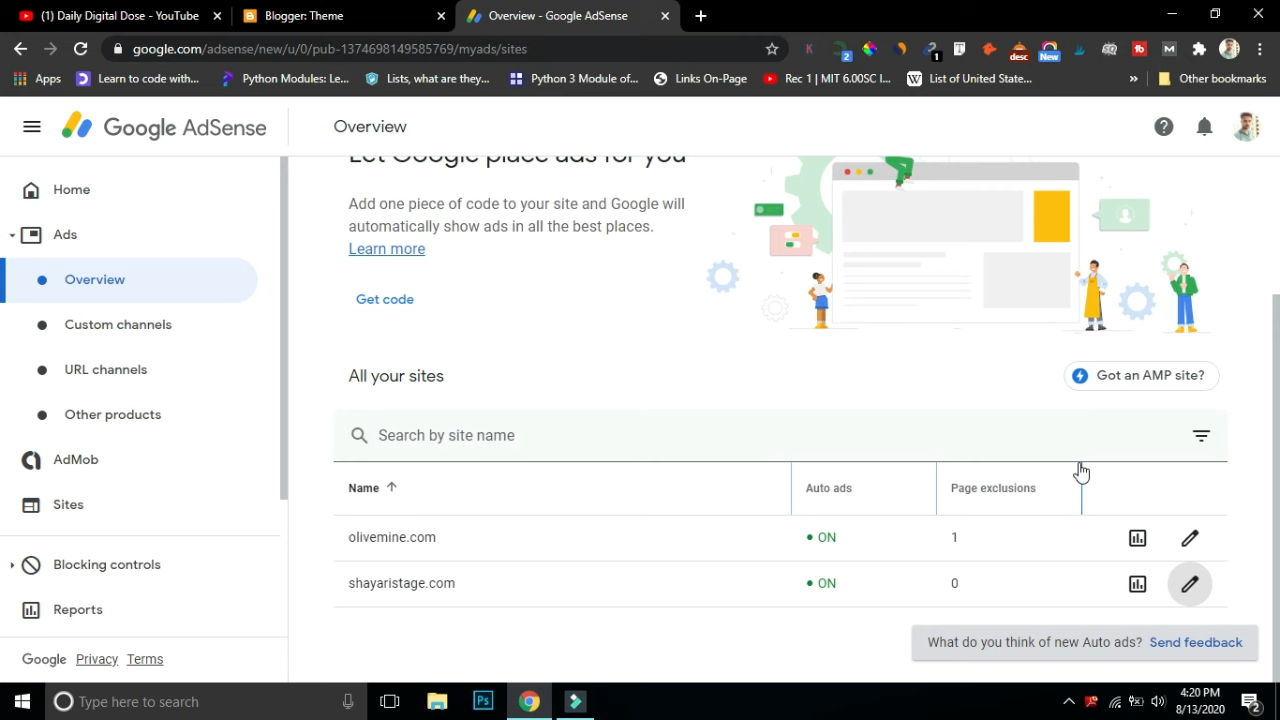 (1) Daily Digital Dose - YouTube
Blogger: Theme
Overview - Google AdSense
google.com/adsense/new/u/0/pub-1374698149585769/myads/sites
2
1
desc
New
Apps
Learn to code with...
Python Modules: Le...
Lists, what are they...
Python 3 Module of...
Links On-Page
Rec 1 | MIT 6.00SC I...
List of United State...
»
Other bookmarks
Google AdSense
Overview
Home
Ads
Overview
Custom channels
URL channels
Other products
AdMob
Sites
Blocking controls
Reports
Google Privacy Terms
Let Google place ads for you
Add one piece of code to your site and Google will
automatically show ads in all the best places.
Learn more
Get code
All your sites
Got an AMP site?
Search by site name
Name Auto ads Page exclusions
olivemine.com ON 1
shayaristage.com ON 0
What do you think of new Auto ads? Send feedback
Type here to search
Ps
4:20 PM
8/13/2020
2